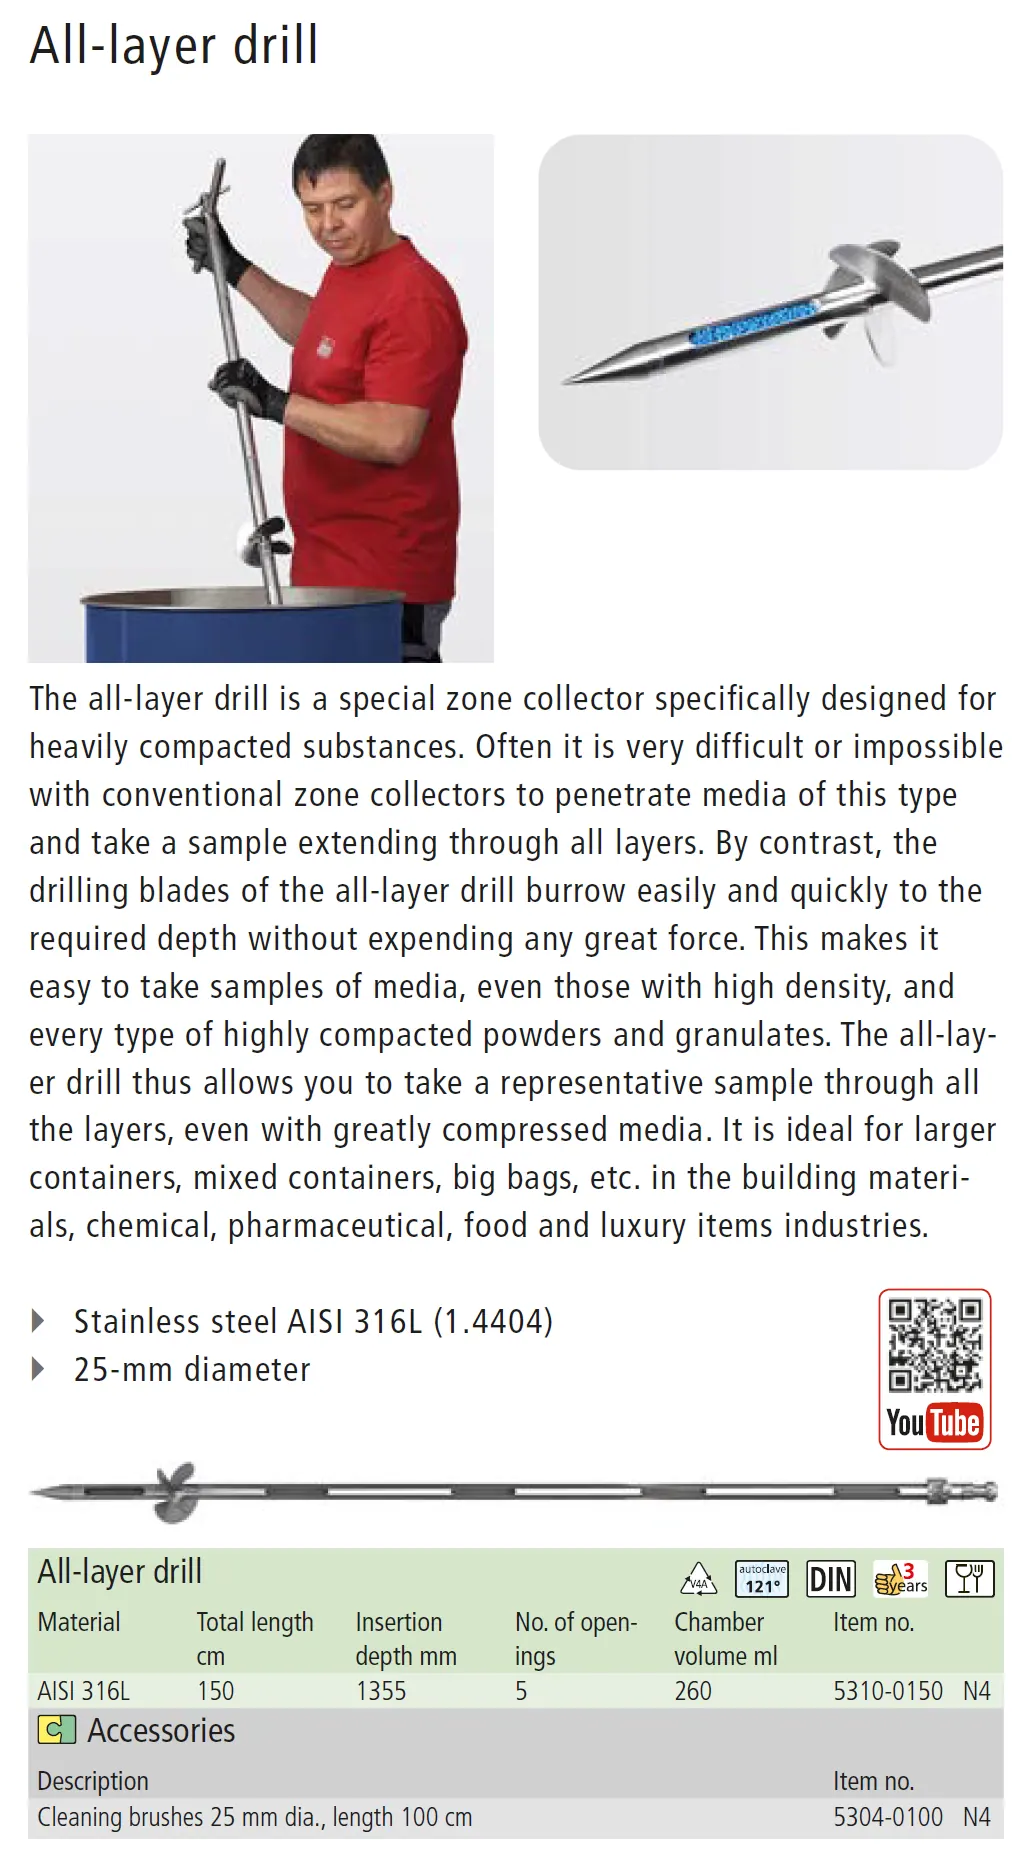 All-layer drill
The all-layer drill is a special zone collector specifically designed for
heavily compacted substances. Often it is very difficult or impossible
with conventional zone collectors to penetrate media of this type
and take a sample extending through all layers. By contrast, the
drilling blades of the all-layer drill burrow easily and quickly to the
required depth without expending any great force. This makes it
easy to take samples of media, even those with high density, and
every type of highly compacted powders and granulates. The all-lay-
er drill thus allows you to take a representative sample through all
the layers, even with greatly compressed media. It is ideal for larger
containers, mixed containers, big bags, etc. in the building materi-
als, chemical, pharmaceutical, food and luxury items industries.
Stainless steel AISI 316L (1.4404)
25-mm diameter
YouTube
All-layer drill
V4A
autoclave
121°
DIN
3
years
Material Total length Insertion No. of open- Chamber Item no.
cm depth mm ings volume ml
AISI 316L 150 1355 5 260 5310-0150 N4
C Accessories
Description Item no.
Cleaning brushes 25 mm dia., length 100 cm 5304-0100 N4